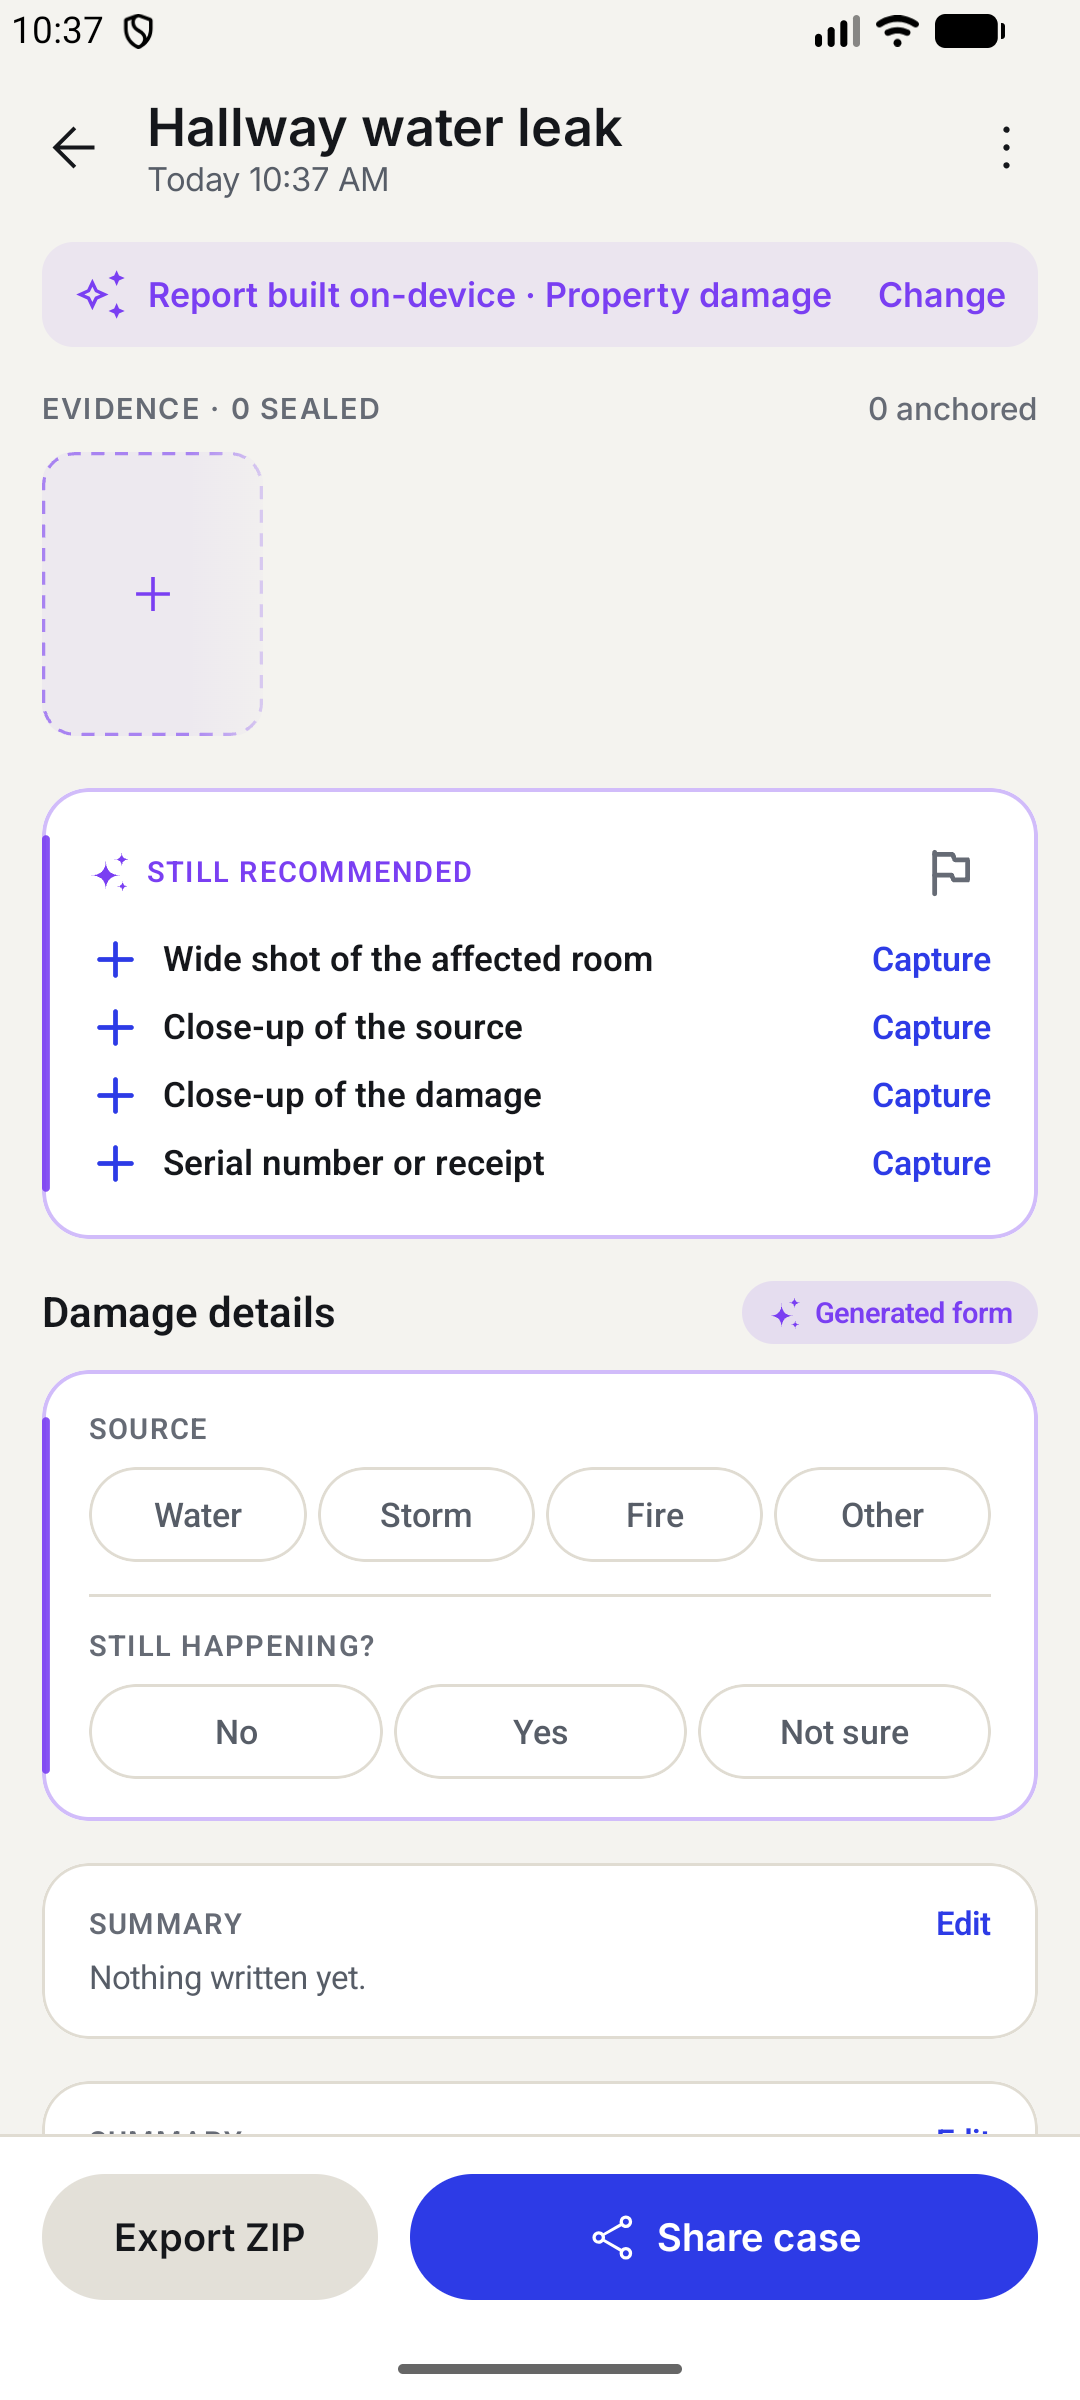 10:37
Hallway water leak
Today 10:37 AM
Report built on-device · Property damage Change
EVIDENCE · 0 SEALED 0 anchored
STILL RECOMMENDED
Wide shot of the affected room Capture
Close-up of the source Capture
Close-up of the damage Capture
Serial number or receipt Capture
Damage details Generated form
SOURCE
Water Storm Fire Other
STILL HAPPENING?
No Yes Not sure
SUMMARY Edit
Nothing written yet.
SUMMARY Edit
Export ZIP Share case